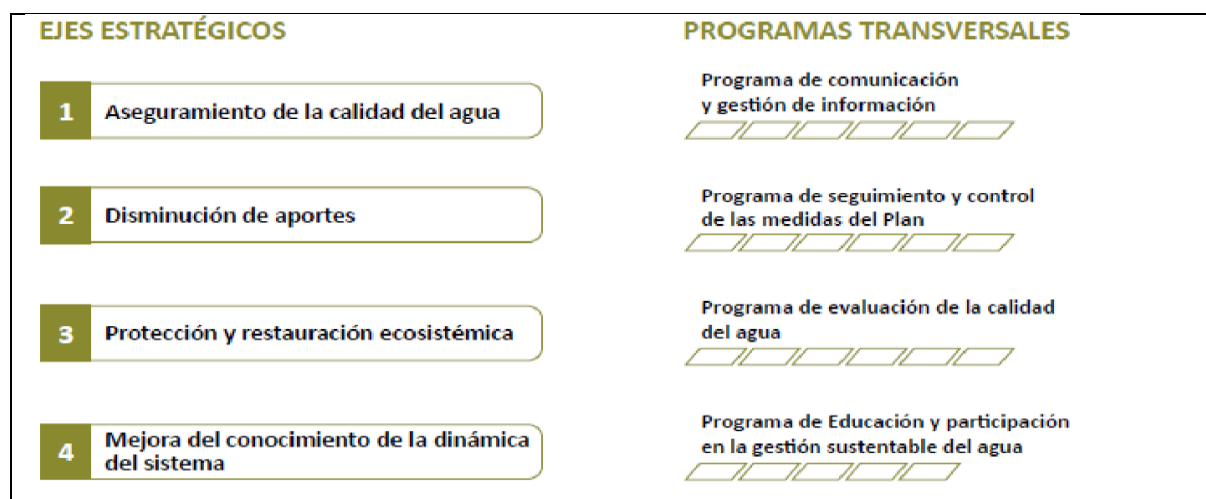 EJES ESTRATÉGICOS
1 Aseguramiento de la calidad del agua
2 Disminución de aportes
3 Protección y restauración ecosistémica
4 Mejora del conocimiento de la dinámica
del sistema
PROGRAMAS TRANSVERSALES
Programa de comunicación
y gestión de información
Programa de seguimiento y control
de las medidas del Plan
Programa de evaluación de la calidad
del agua
Programa de Educación y participación
en la gestión sustentable del agua